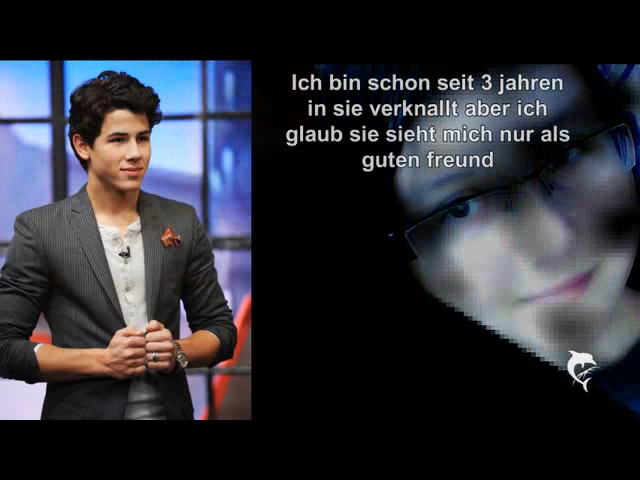 Ich bin schon seit 3 jahren
in sie verknallt aber ich
glaub sie sieht mich nur als
guten freund